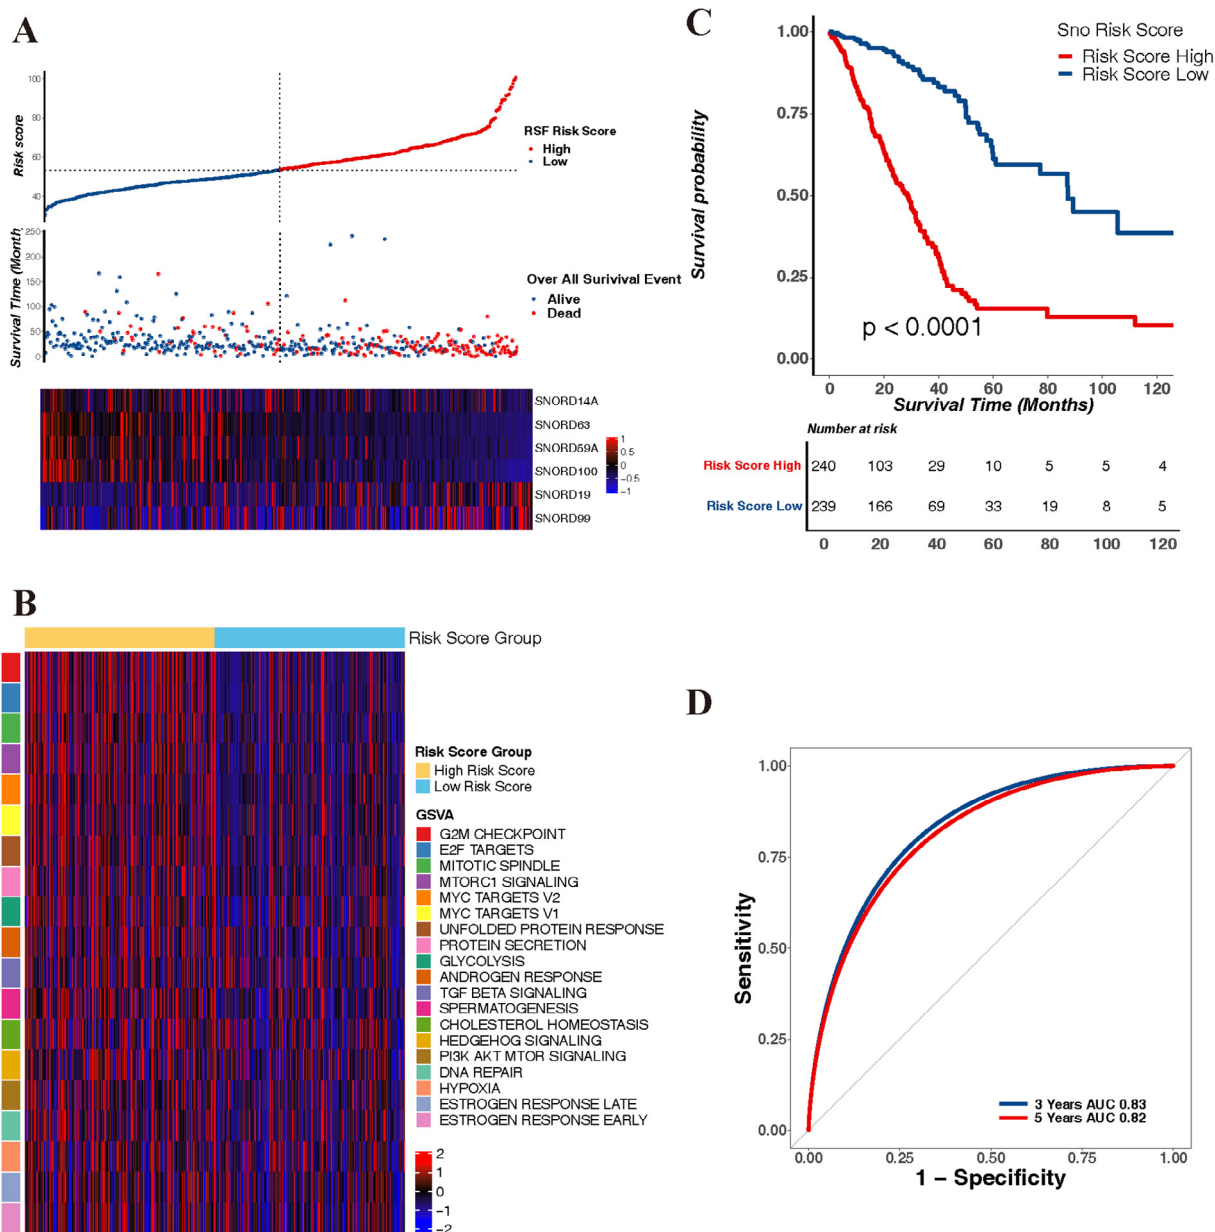 A
100
80
60
40
Risk score
RSF Risk Score
High
Low
250
200
150
100
50
0
Survival TIme (Month
Over All Surivival Event
Alive
Dead
SNORD14A
SNORD63
SNORD59A
SNORD100
SNORD19
SNORD99
1
0.5
0
−0.5
−1
B
Risk Score Group
Risk Score Group
High Risk Score
Low Risk Score
GSVA
G2M CHECKPOINT
E2F TARGETS
MITOTIC SPINDLE
MTORC1 SIGNALING
MYC TARGETS V2
MYC TARGETS V1
UNFOLDED PROTEIN RESPONSE
PROTEIN SECRETION
GLYCOLYSIS
ANDROGEN RESPONSE
TGF BETA SIGNALING
SPERMATOGENESIS
CHOLESTEROL HOMEOSTASIS
HEDGEHOG SIGNALING
PI3K AKT MTOR SIGNALING
DNA REPAIR
HYPOXIA
ESTROGEN RESPONSE LATE
ESTROGEN RESPONSE EARLY
2
1
0
−1
−2
C
Sno Risk Score
Risk Score High
Risk Score Low
1.00
0.75
0.50
0.25
0.00
Survival probability
p < 0.0001
0 20 40 60 80 100 120
Survival Time (Months)
Number at risk
Risk Score High 240 103 29 10 5 5 4
Risk Score Low 239 166 69 33 19 8 5
0 20 40 60 80 100 120
D
1.00
0.75
0.50
0.25
0.00
Sensitivity
3 Years AUC 0.83
5 Years AUC 0.82
0.00 0.25 0.50 0.75 1.00
1 − Specificity